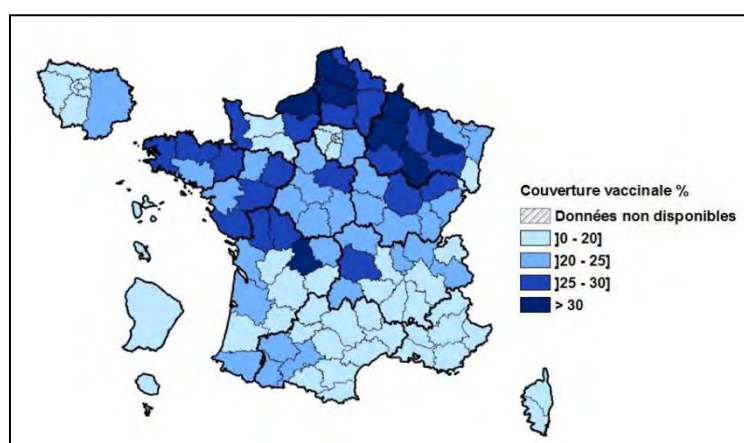 Couverture vaccinale %
Données non disponibles
]0 - 20]
]20 - 25]
]25 - 30]
> 30